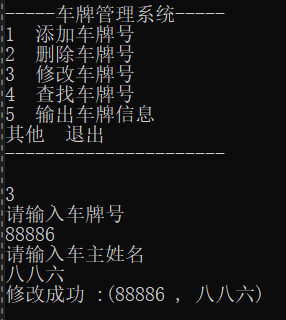 -----车牌管理系统-----
1  添加车牌号
2  删除车牌号
3  修改车牌号
4  查找车牌号
5  输出车牌信息
其他  退出
----------------------
3
请输入车牌号
88886
请输入车主姓名
八八六
修改成功 :(88886 , 八八六)